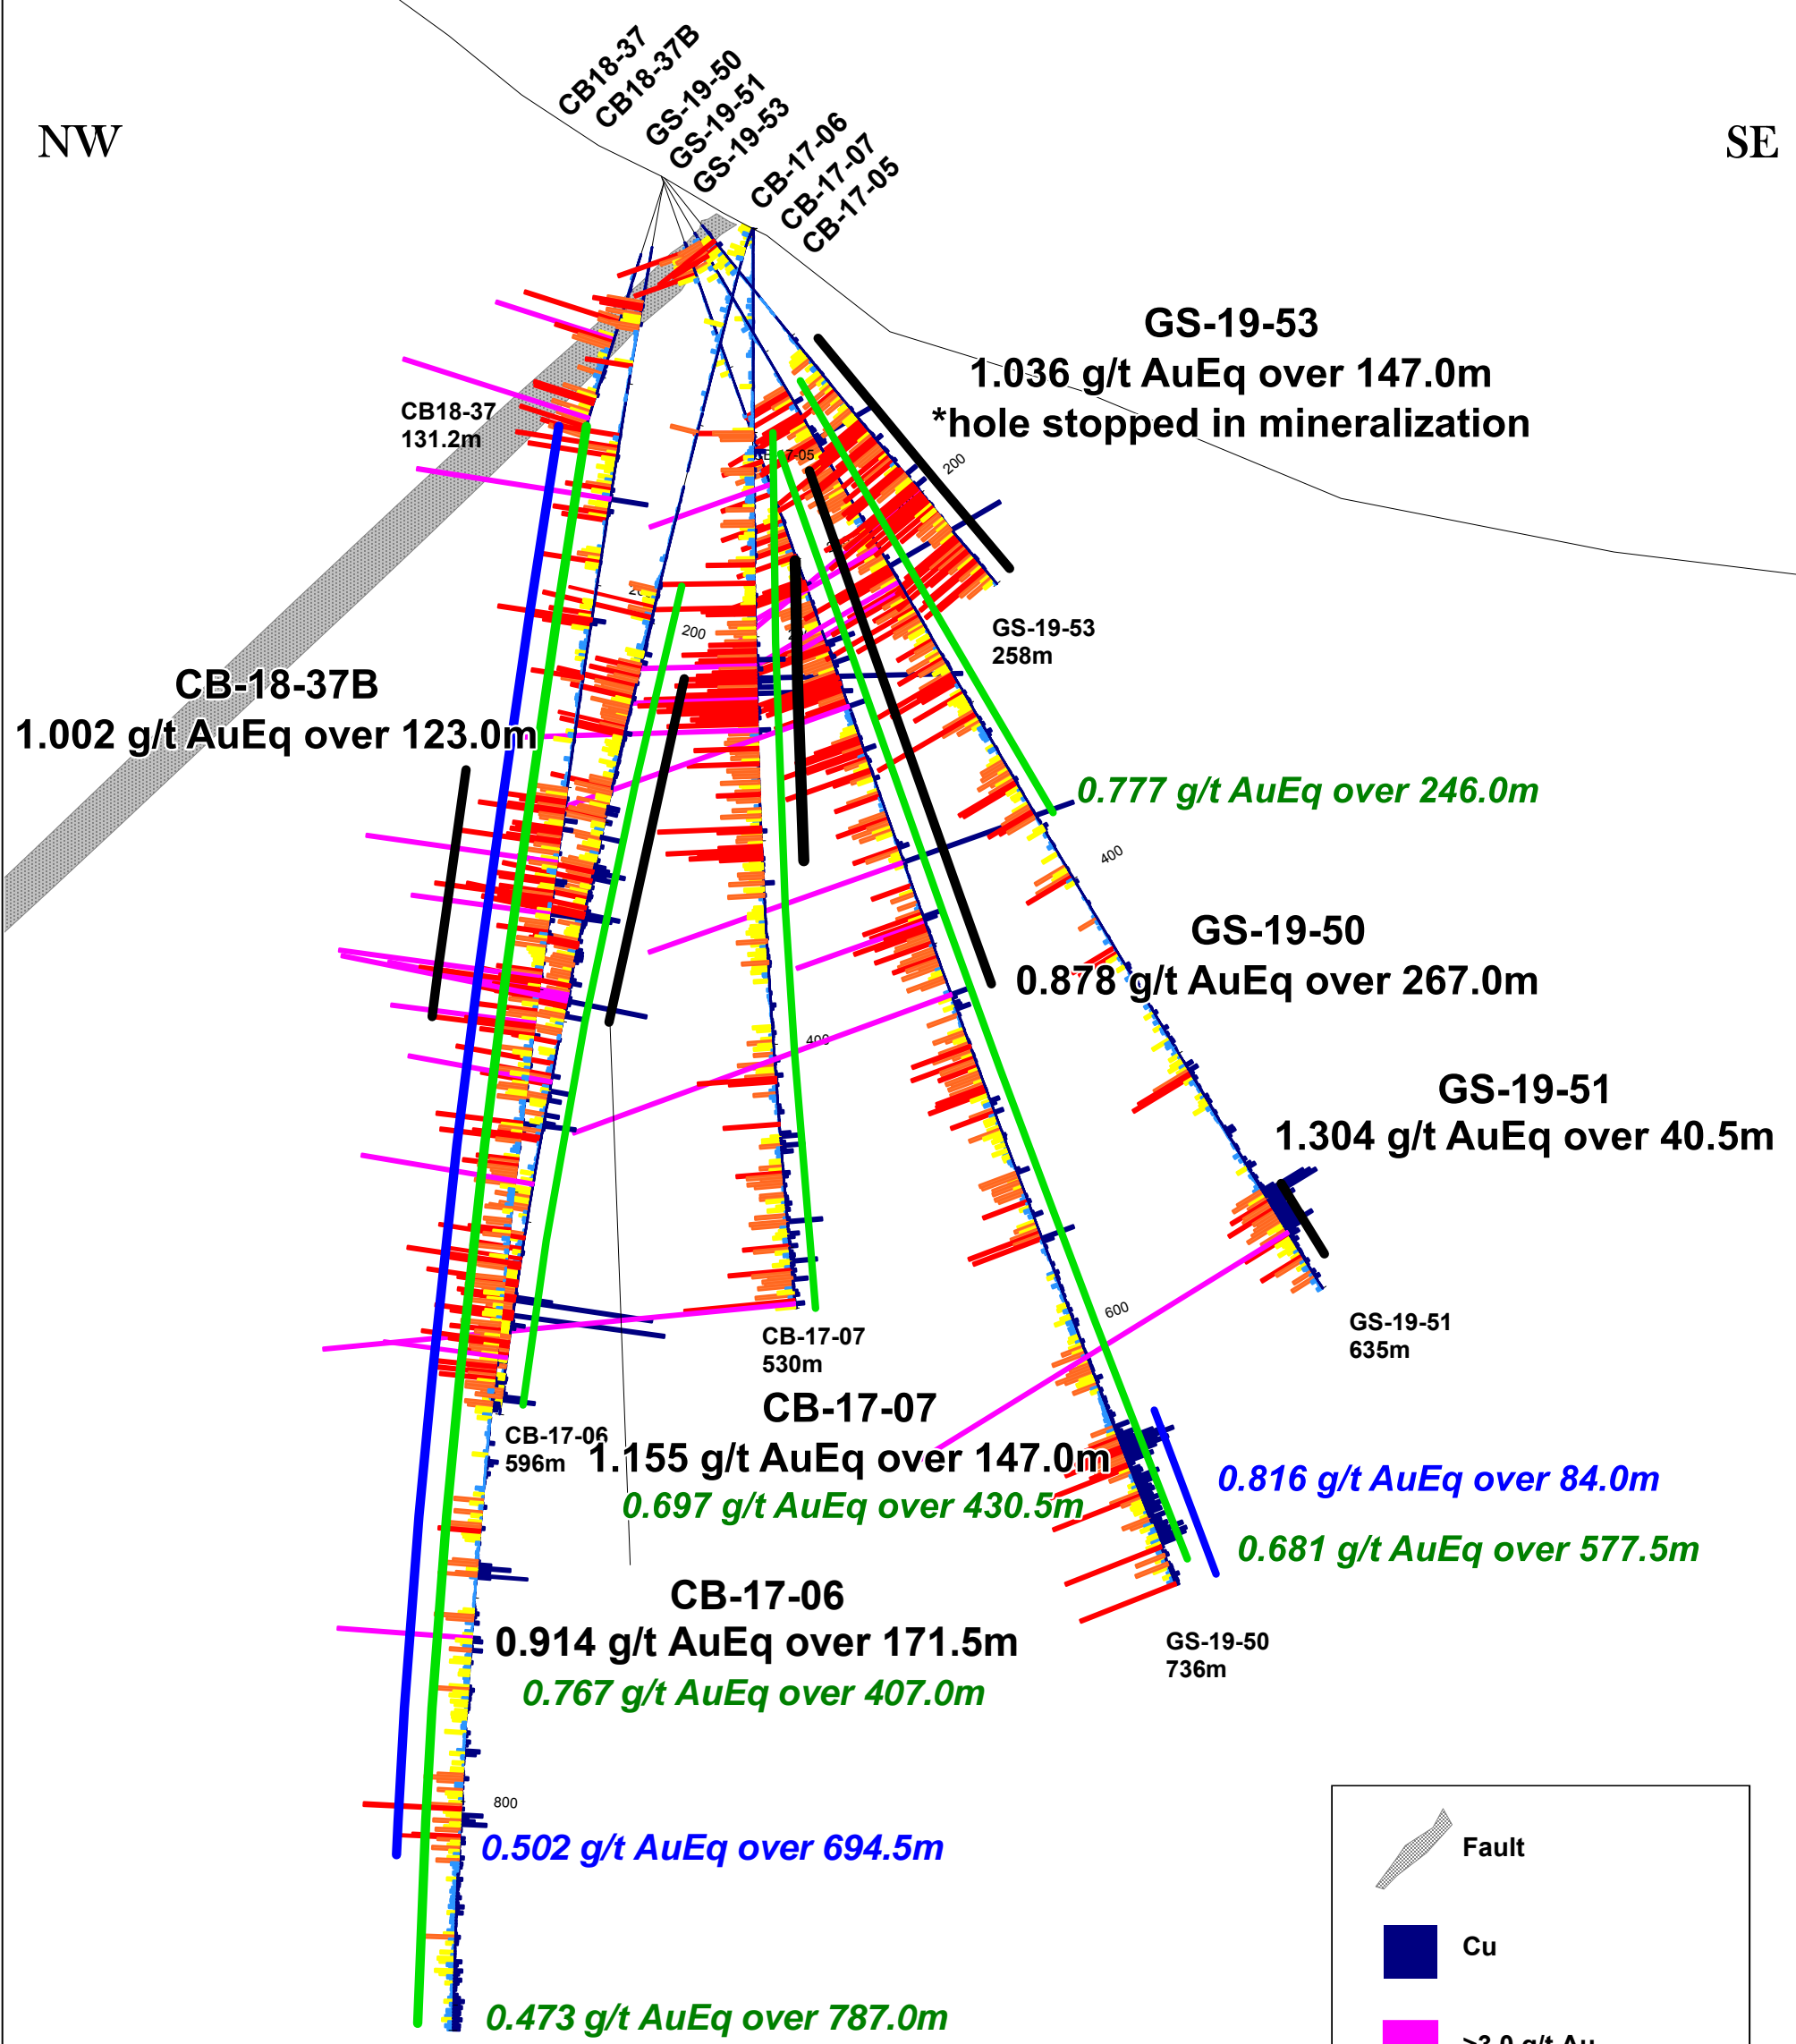 CB18-37
CB18-37B
GS-19-50
GS-19-51
GS-19-53
CB-17-06
CB-17-07
CB-17-05
NW
SE
GS-19-53
1.036 g/t AuEq over 147.0m
*hole stopped in mineralization
CB18-37
131.2m
17-05
200
GS-19-53
258m
200
CB-18-37B
1.002 g/t AuEq over 123.0m
0.777 g/t AuEq over 246.0m
400
GS-19-50
0.878 g/t AuEq over 267.0m
400
GS-19-51
1.304 g/t AuEq over 40.5m
600
GS-19-51
635m
CB-17-07
530m
CB-17-07
1.155 g/t AuEq over 147.0m
0.697 g/t AuEq over 430.5m
CB-17-06
596m
0.816 g/t AuEq over 84.0m
0.681 g/t AuEq over 577.5m
CB-17-06
0.914 g/t AuEq over 171.5m
0.767 g/t AuEq over 407.0m
GS-19-50
736m
800
0.502 g/t AuEq over 694.5m
0.473 g/t AuEq over 787.0m
Fault
Cu
>3.0 g/t Au